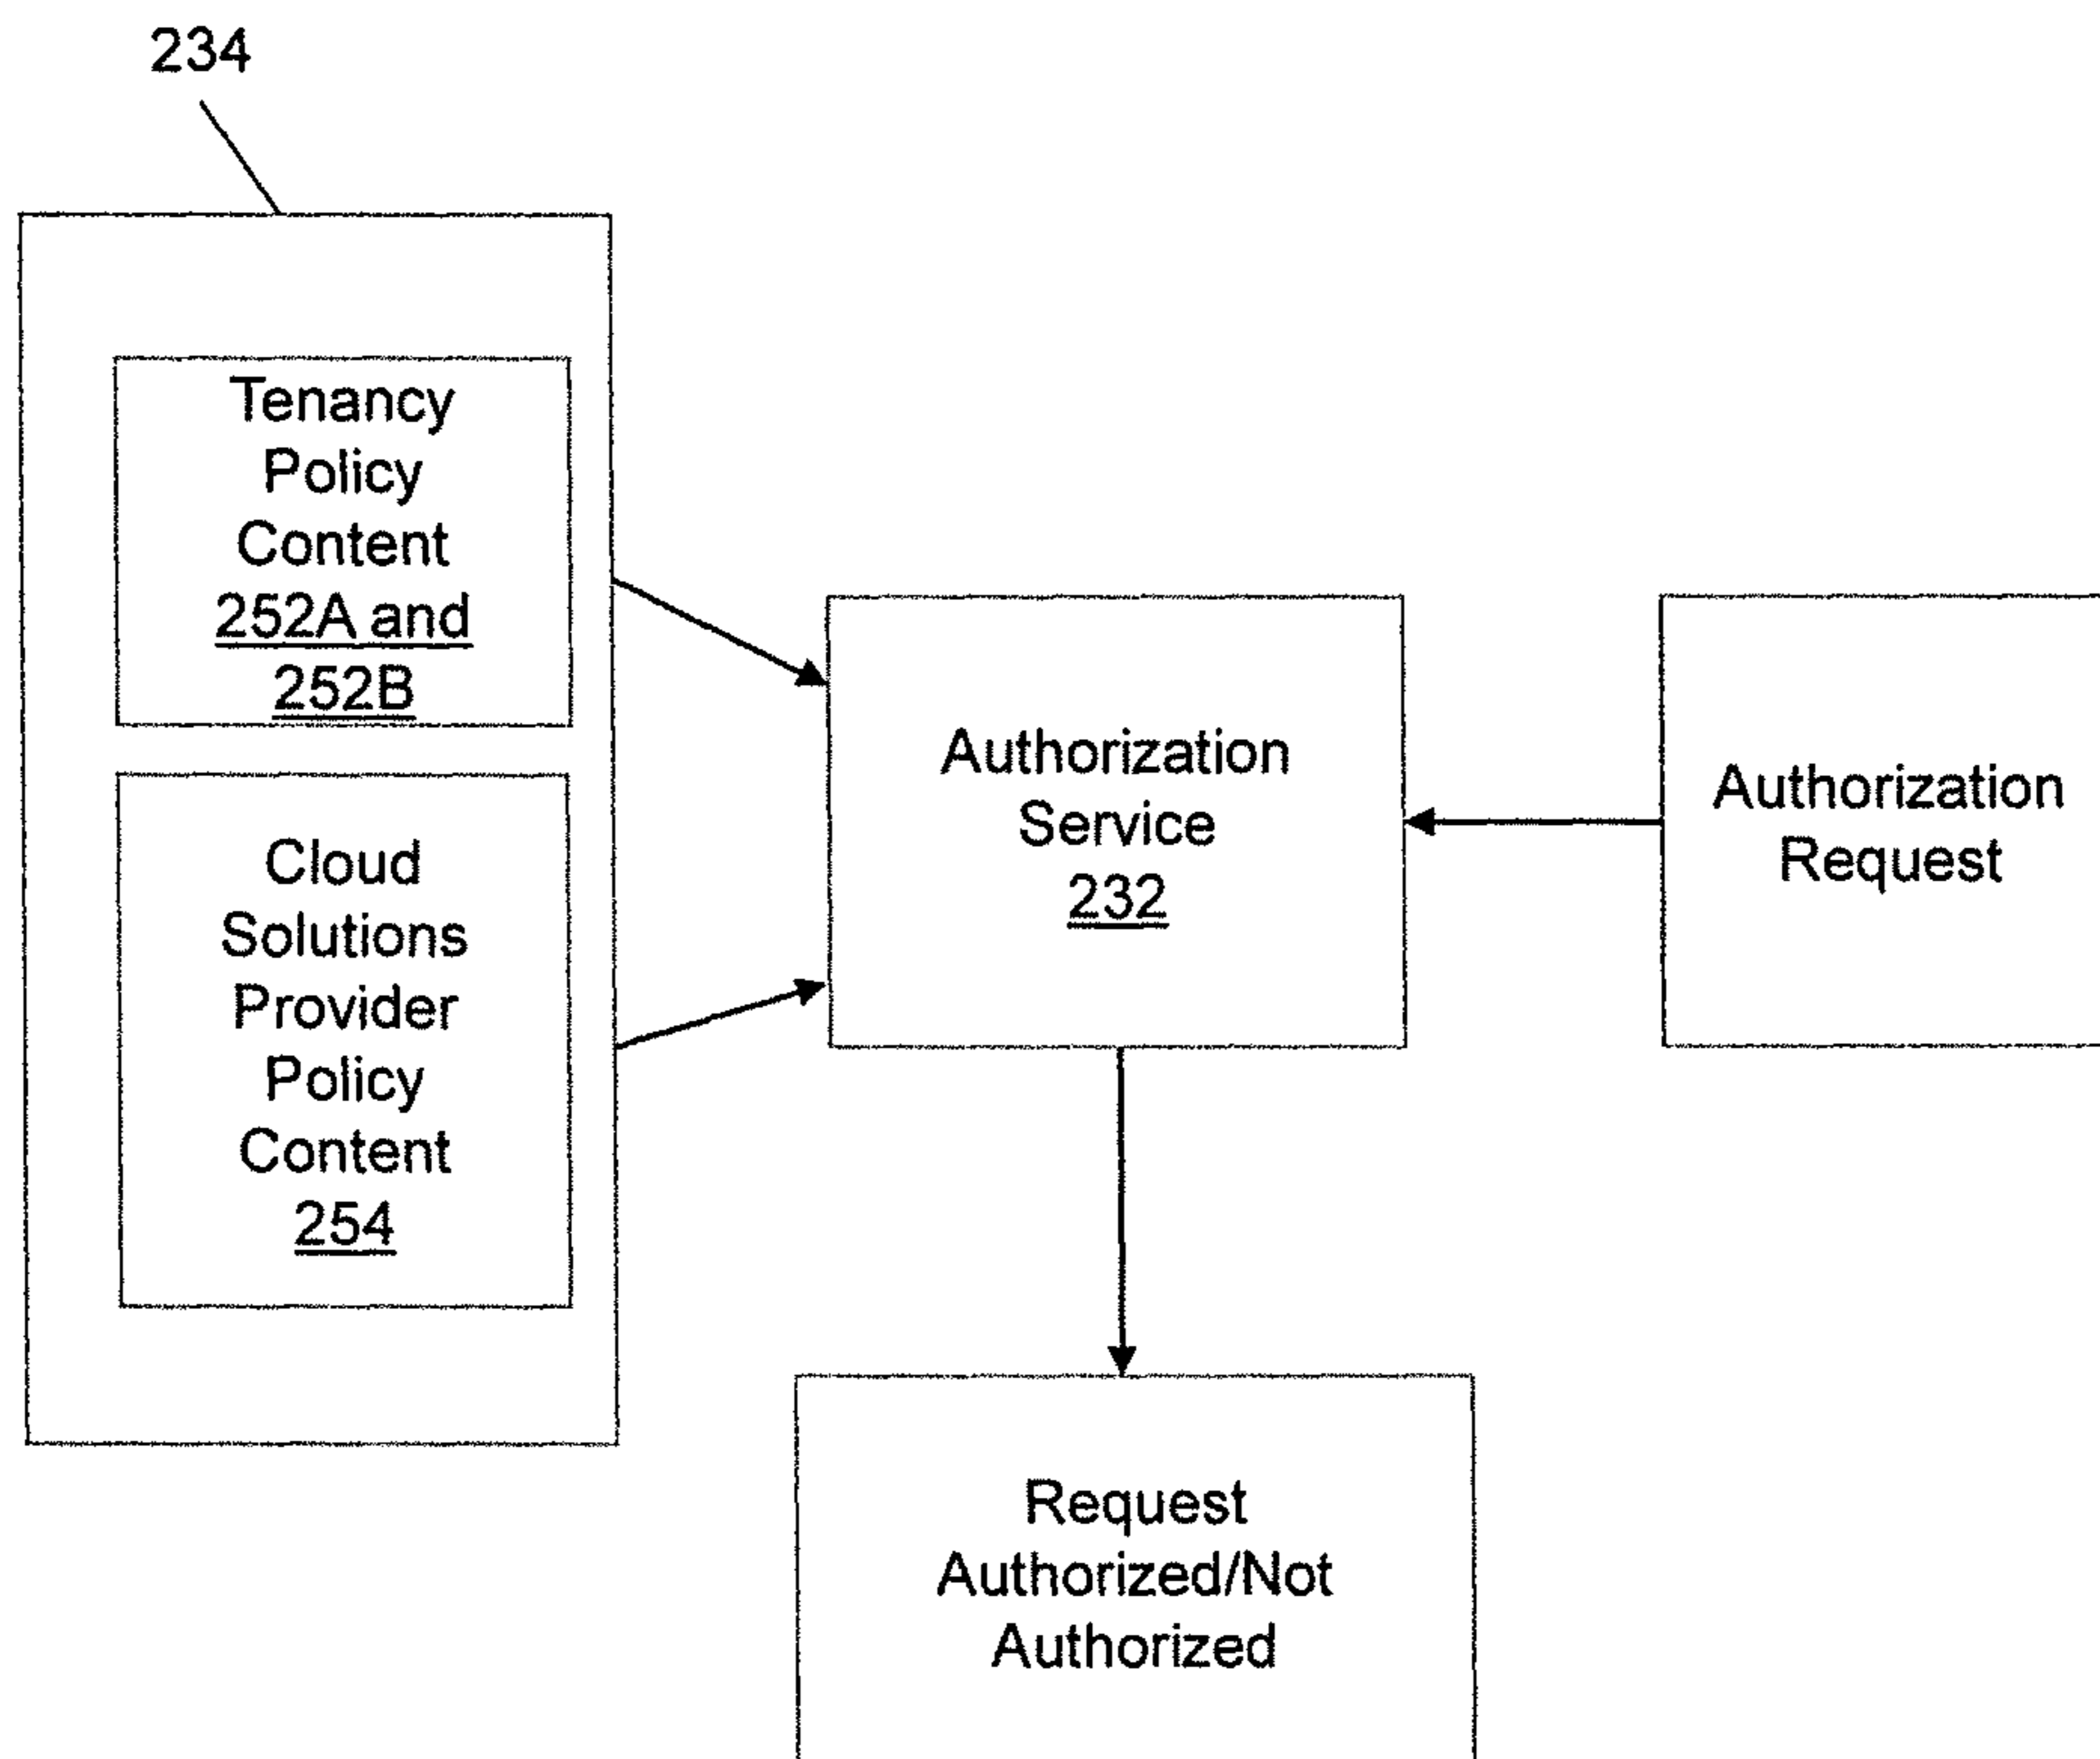 234
Tenancy
Policy
Content
252A and
252B
Cloud
Solutions
Provider
Policy
Content
254
Authorization
Service
232
Authorization
Request
Request
Authorized/Not
Authorized